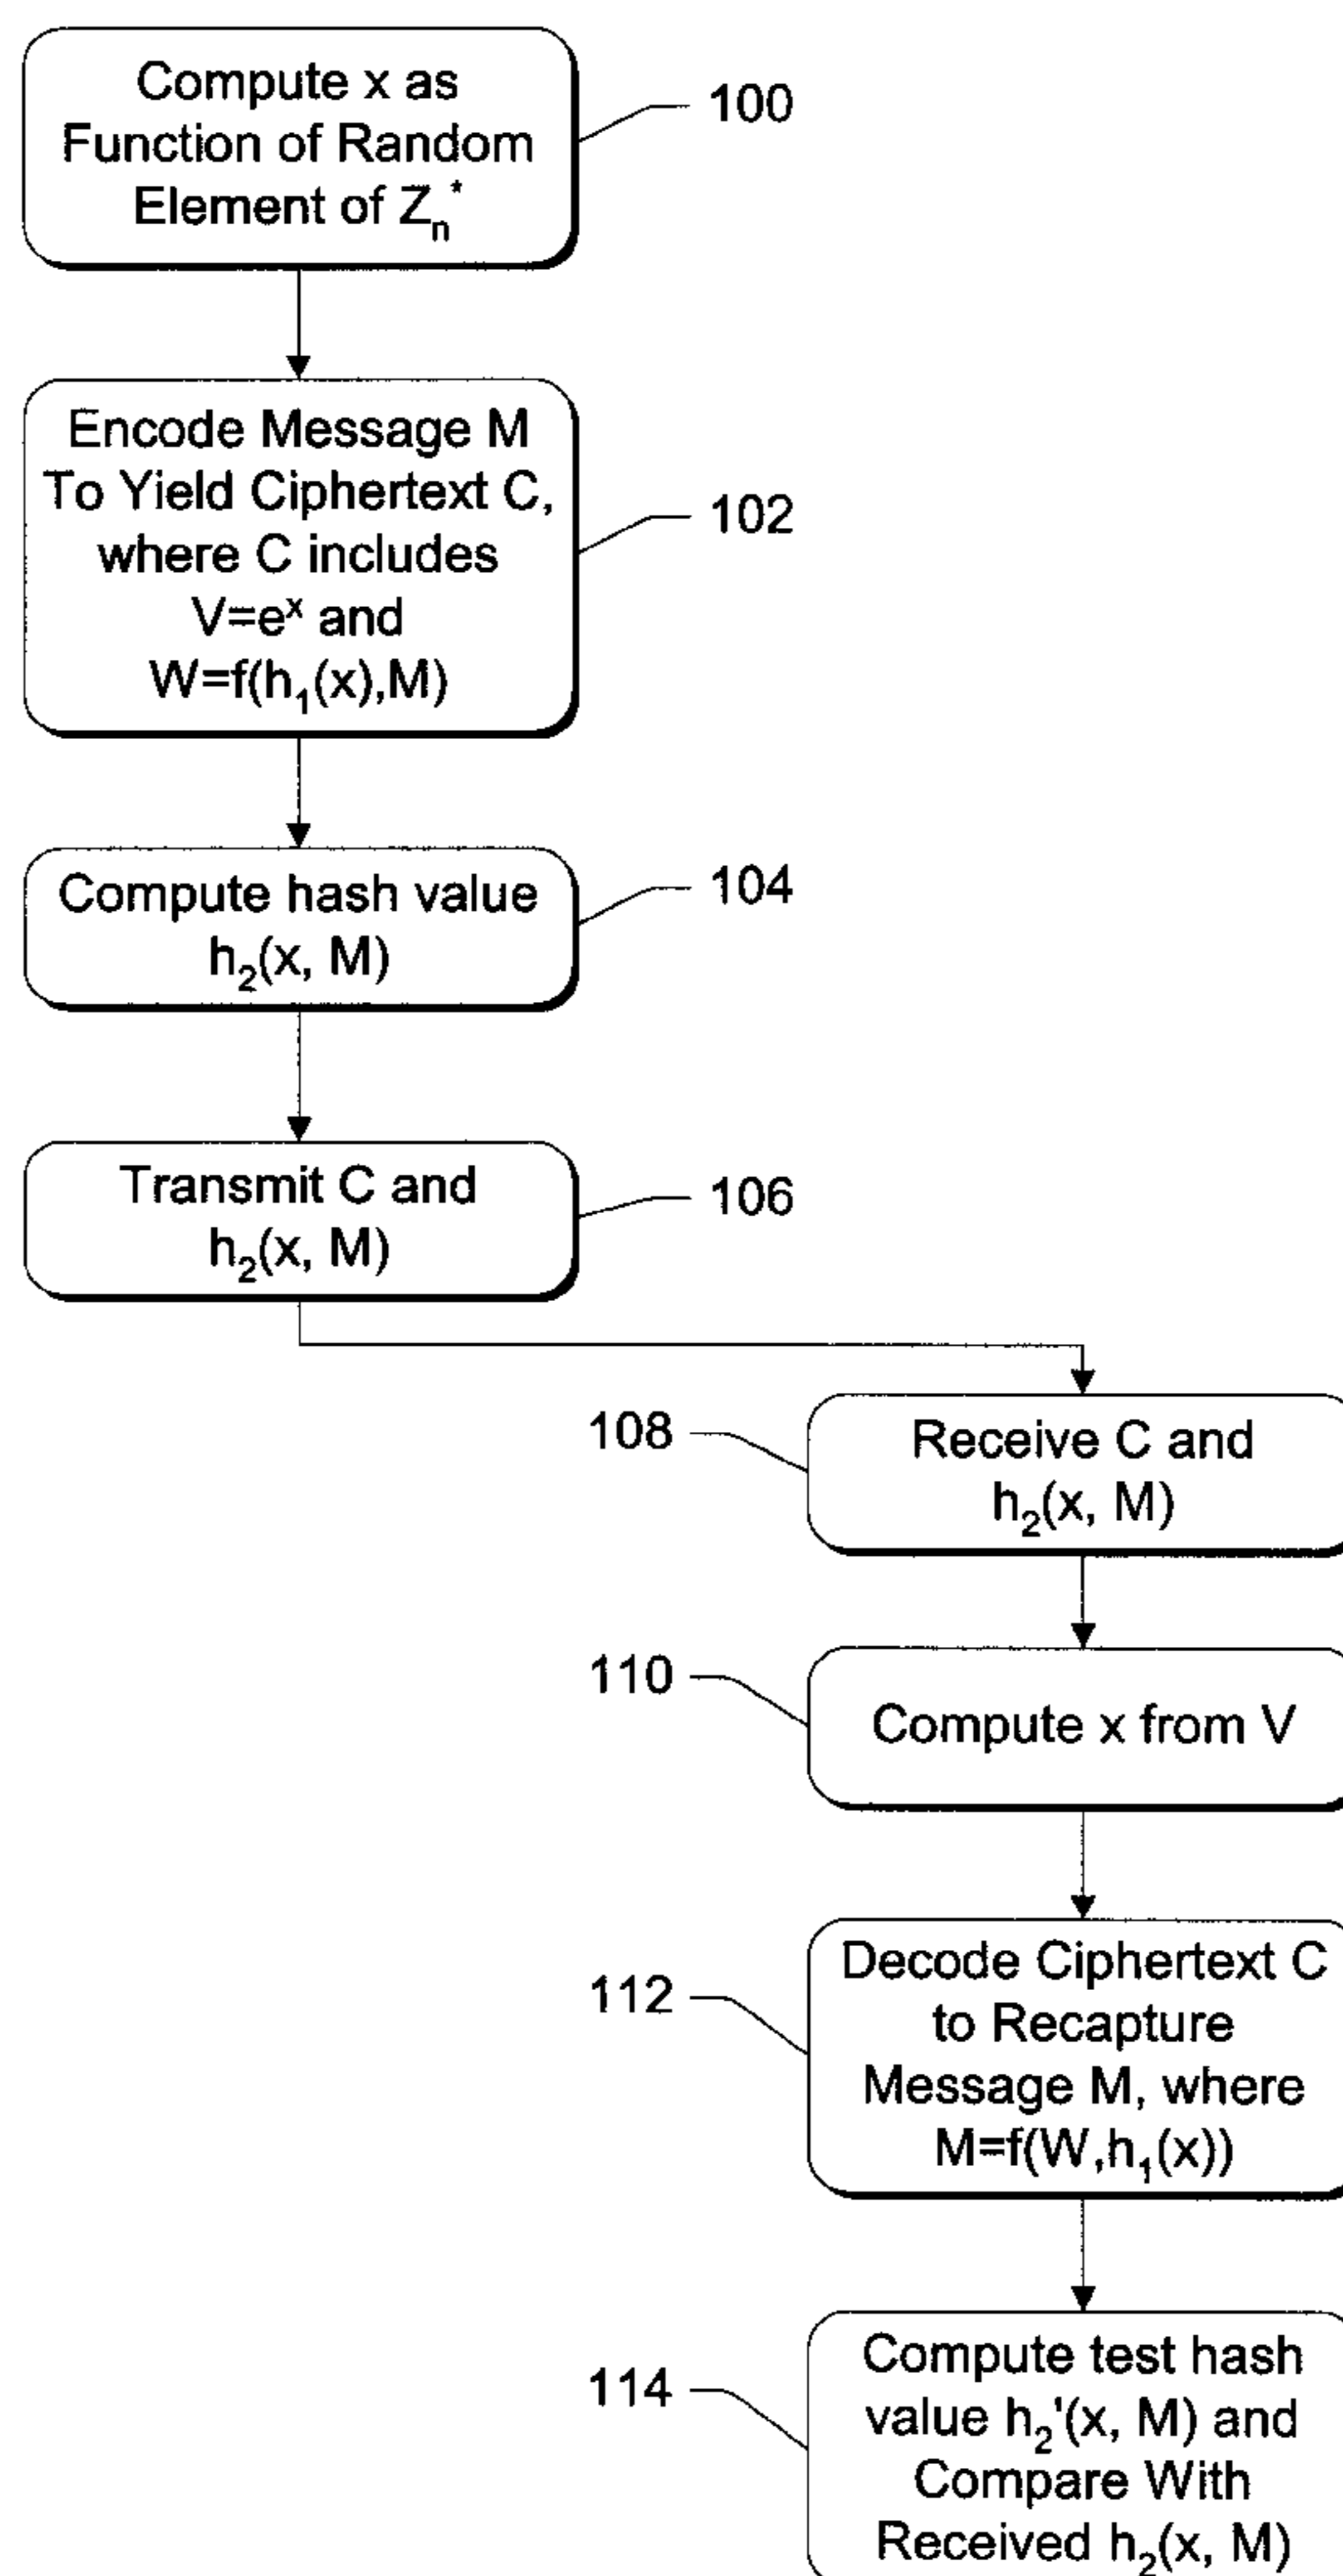 Compute x as
Function of Random
Element of Zₙ*
100
Encode Message M
To Yield Ciphertext C,
where C includes
V=eˣ and
W=f(h₁(x),M)
102
Compute hash value
h₂(x, M)
104
Transmit C and
h₂(x, M)
106
108
Receive C and
h₂(x, M)
110
Compute x from V
112
Decode Ciphertext C
to Recapture
Message M, where
M=f(W,h₁(x))
114
Compute test hash
value h₂'(x, M) and
Compare With
Received h₂(x, M)